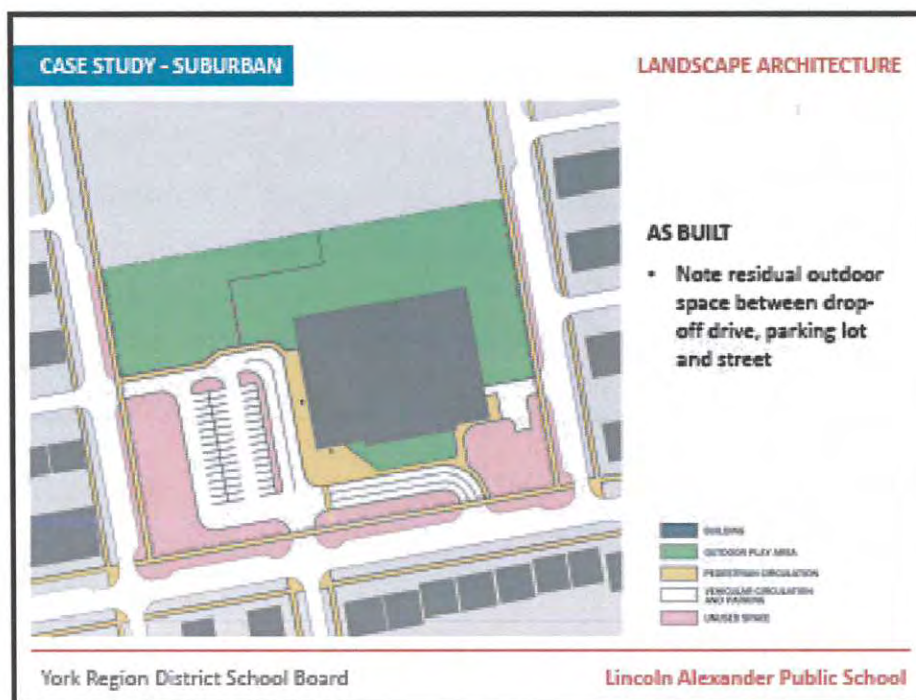 CASE STUDY - SUBURBAN
LANDSCAPE ARCHITECTURE
AS BUILT
• Note residual outdoor
space between drop-
off drive, parking lot
and street
BUILDING
OUTDOOR PLAY AREA
PEDESTRIAN CIRCULATION
VEHICULAR CIRCULATION
AND PARKING
UNUSED SPACE
York Region District School Board
Lincoln Alexander Public School